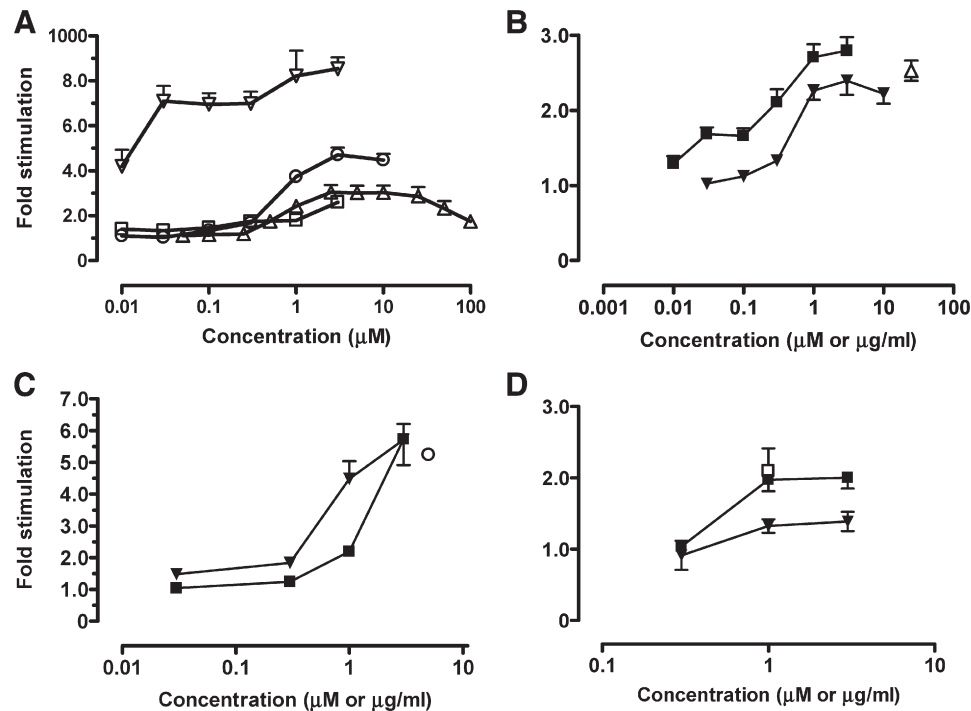 A
1000
8.0
6.0
4.0
2.0
0
Fold stimulation
0.01 0.1 1 10 100
Concentration (μM)
B
3.0
2.0
1.0
0
0.001 0.01 0.1 1 10 100
Concentration (μM or μg/ml)
C
7.0
6.0
5.0
4.0
3.0
2.0
1.0
0
Fold stimulation
0.01 0.1 1 10
Concentration (μM or μg/ml)
D
3.0
2.0
1.0
0
0.1 1 10
Concentration (μM or μg/ml)